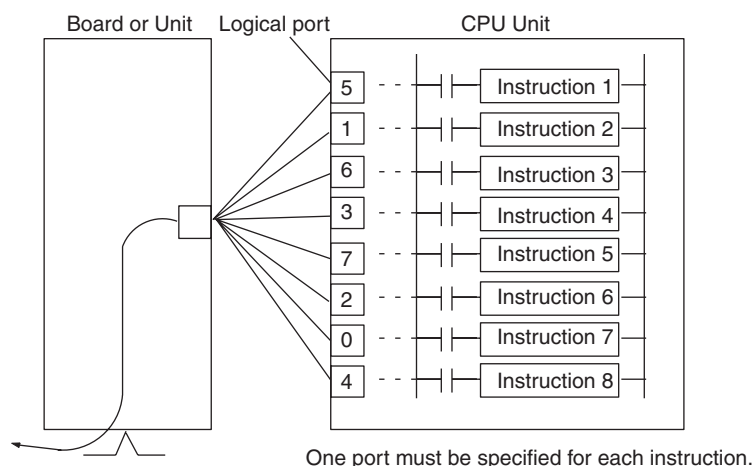 Board or Unit Logical port CPU Unit
5 Instruction 1
1 Instruction 2
6 Instruction 3
3 Instruction 4
7 Instruction 5
2 Instruction 6
0 Instruction 7
4 Instruction 8
One port must be specified for each instruction.